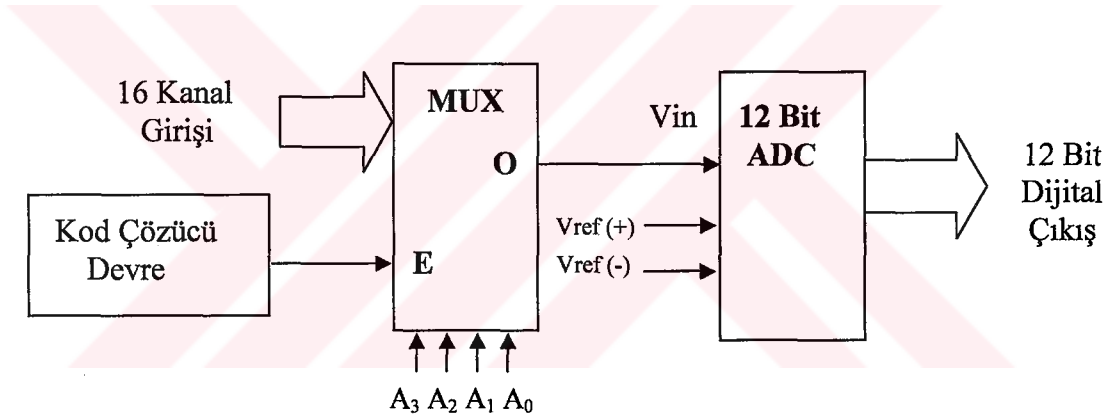 16 Kanal
Girişi
MUX
O
E
Kod Çözücü
Devre
A3 A2 A1 A0
Vin
Vref (+)
Vref (-)
12 Bit
ADC
12 Bit
Dijital
Çıkış